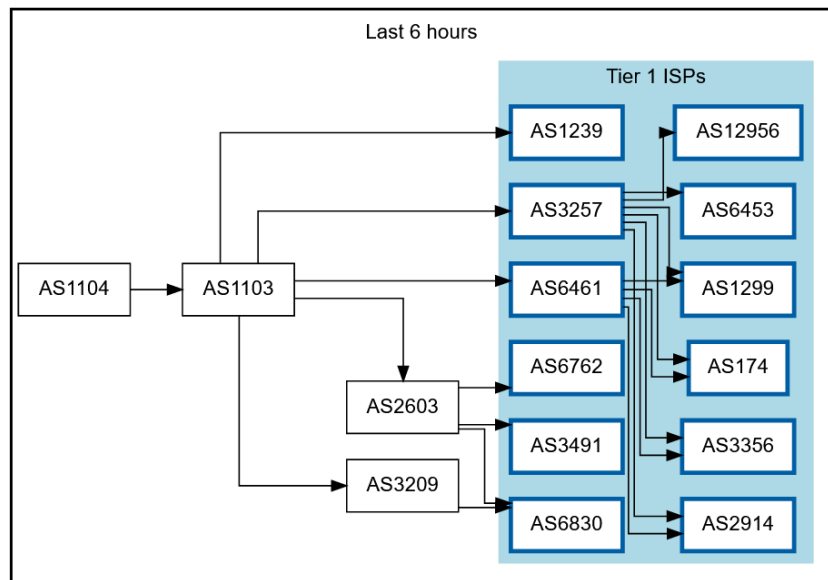 Last 6 hours
Tier 1 ISPs
AS1239
AS12956
AS3257
AS6453
AS1104
AS1103
AS6461
AS1299
AS6762
AS174
AS2603
AS3491
AS3356
AS3209
AS6830
AS2914